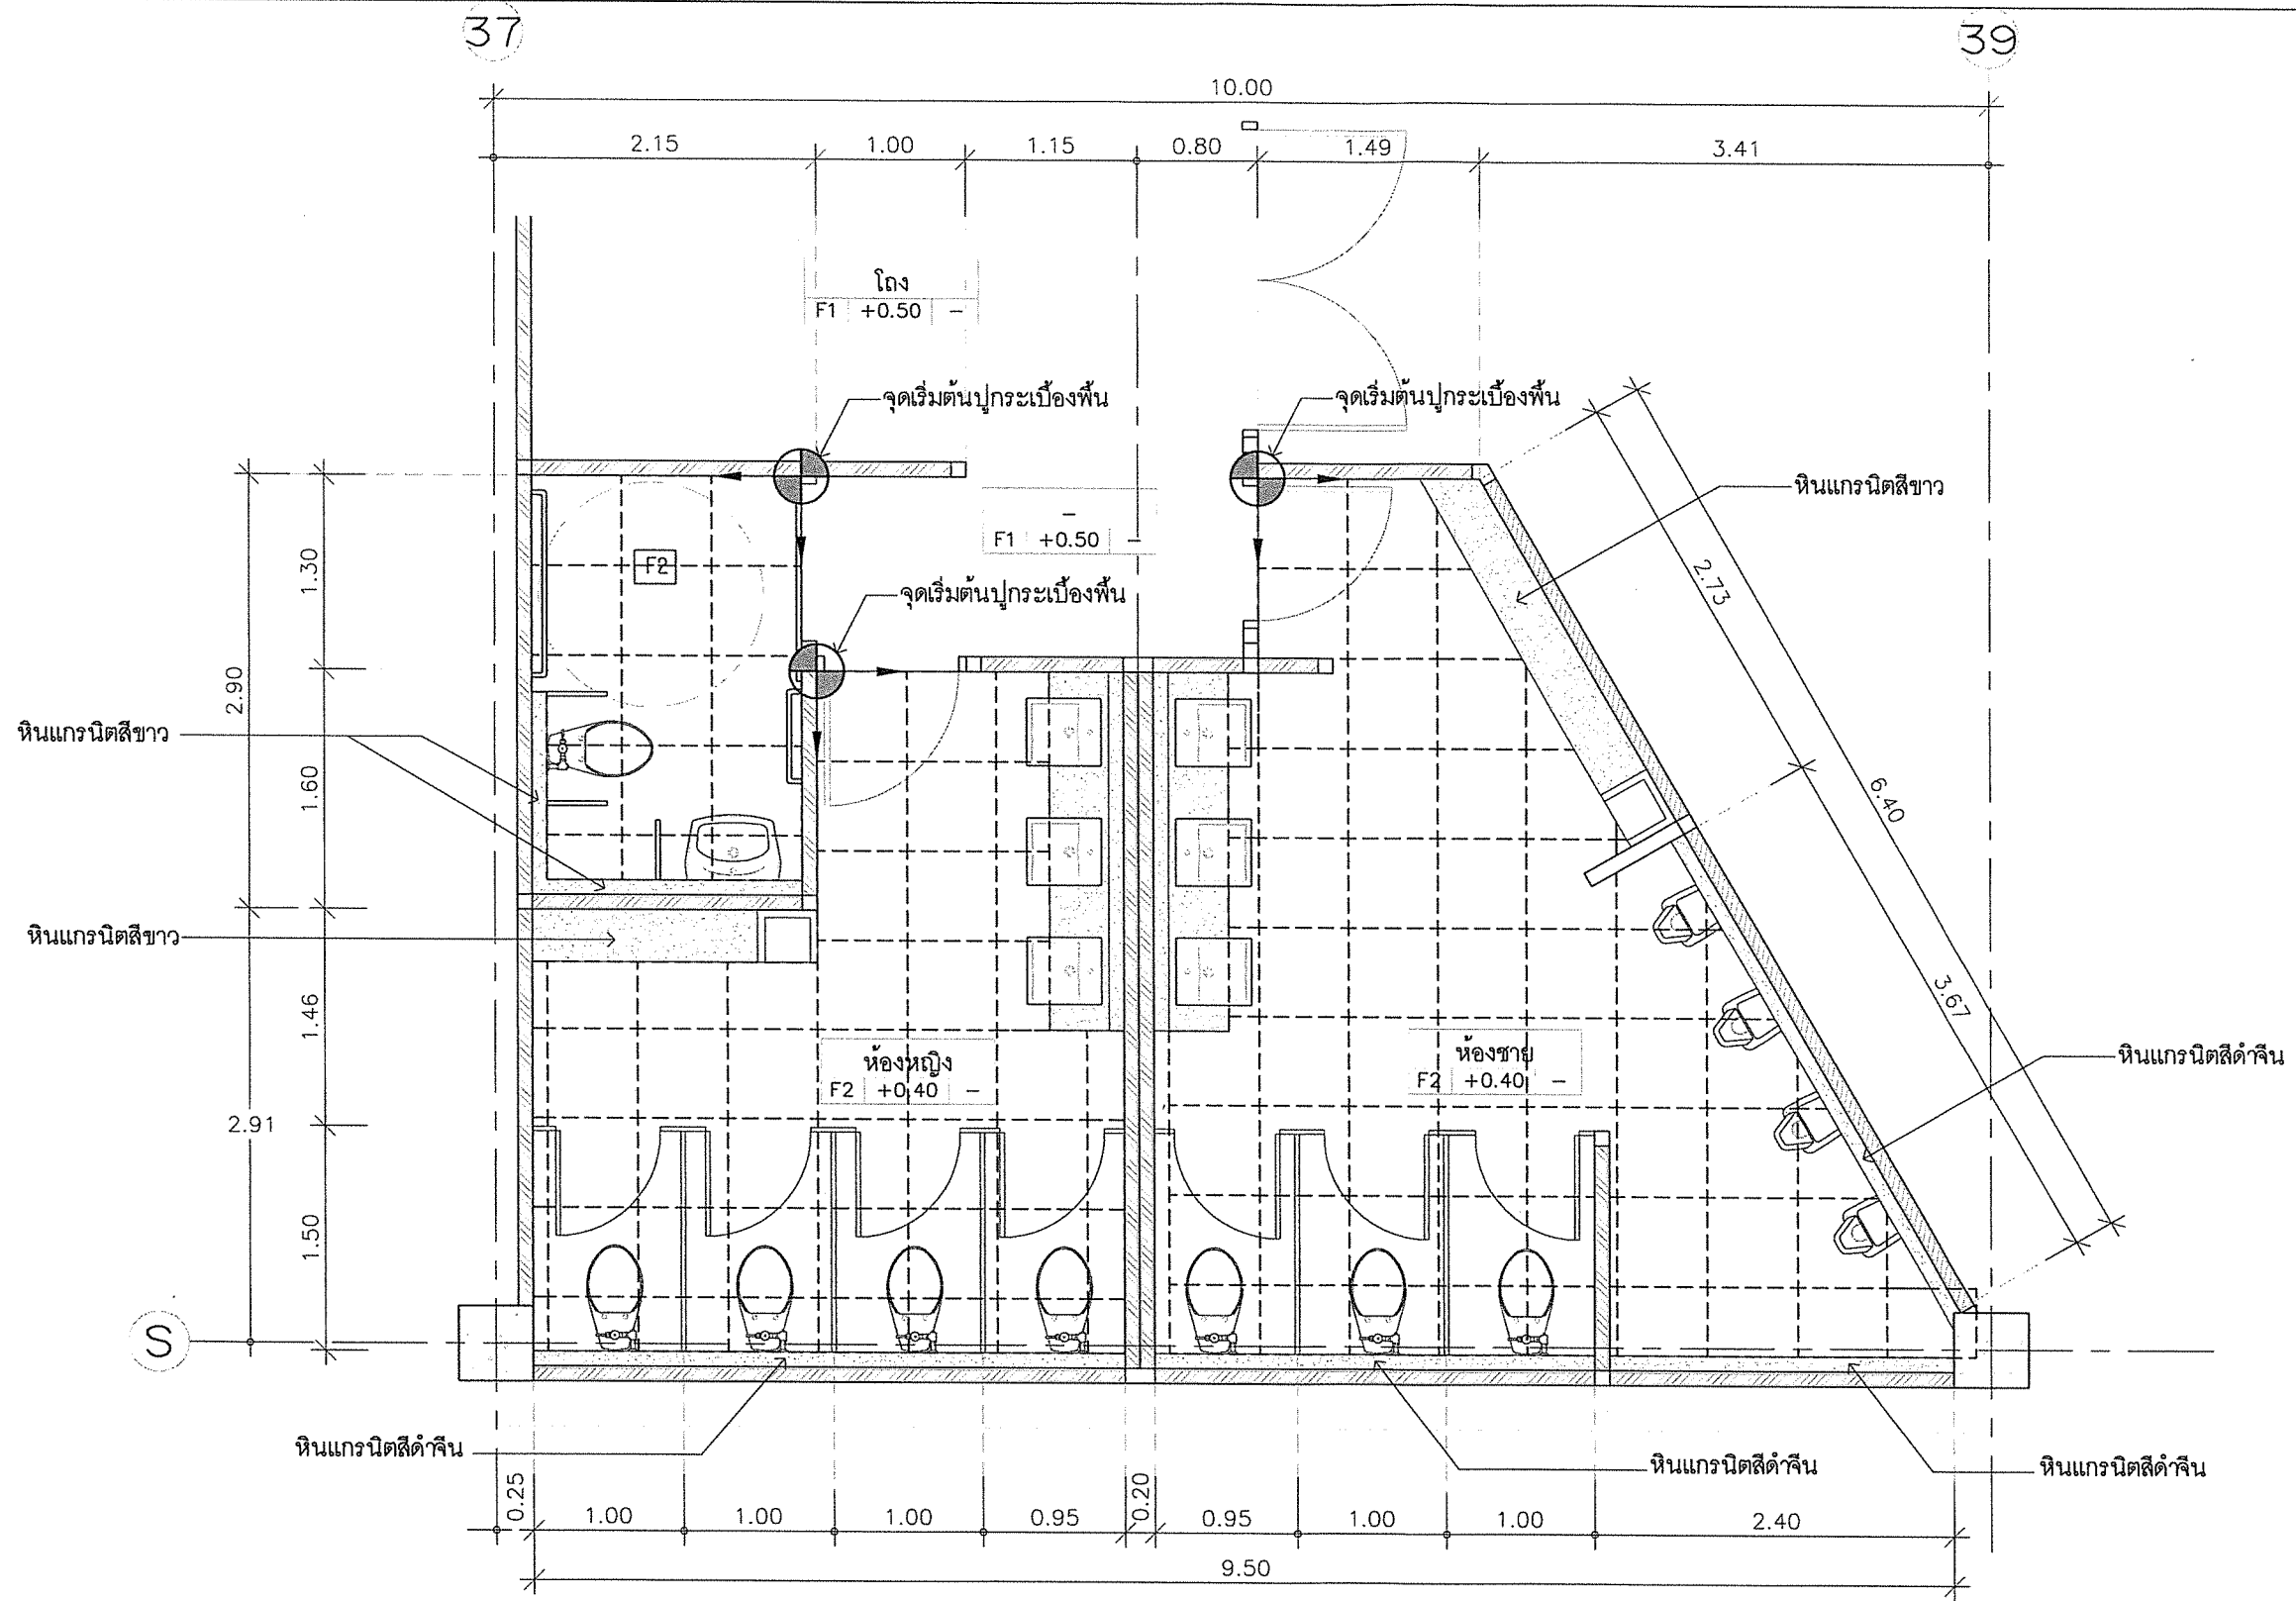 37
39
10.00
2.15
1.00
1.15
0.80
1.49
3.41
โถง
F1 +0.50 –
จุดเริ่มต้นปูกระเบื้องพื้น
จุดเริ่มต้นปูกระเบื้องพื้น
หินแกรนิตสีขาว
–
F1 +0.50 –
F2
จุดเริ่มต้นปูกระเบื้องพื้น
1.30
2.73
2.90
6.40
หินแกรนิตสีขาว
1.60
หินแกรนิตสีขาว
3.67
1.46
ห้องหญิง
F2 +0.40 –
ห้องชาย
F2 +0.40 –
หินแกรนิตสีดำจีน
2.91
1.50
S
หินแกรนิตสีดำจีน
หินแกรนิตสีดำจีน
หินแกรนิตสีดำจีน
0.25
1.00
1.00
1.00
0.95
0.20
0.95
1.00
1.00
2.40
9.50